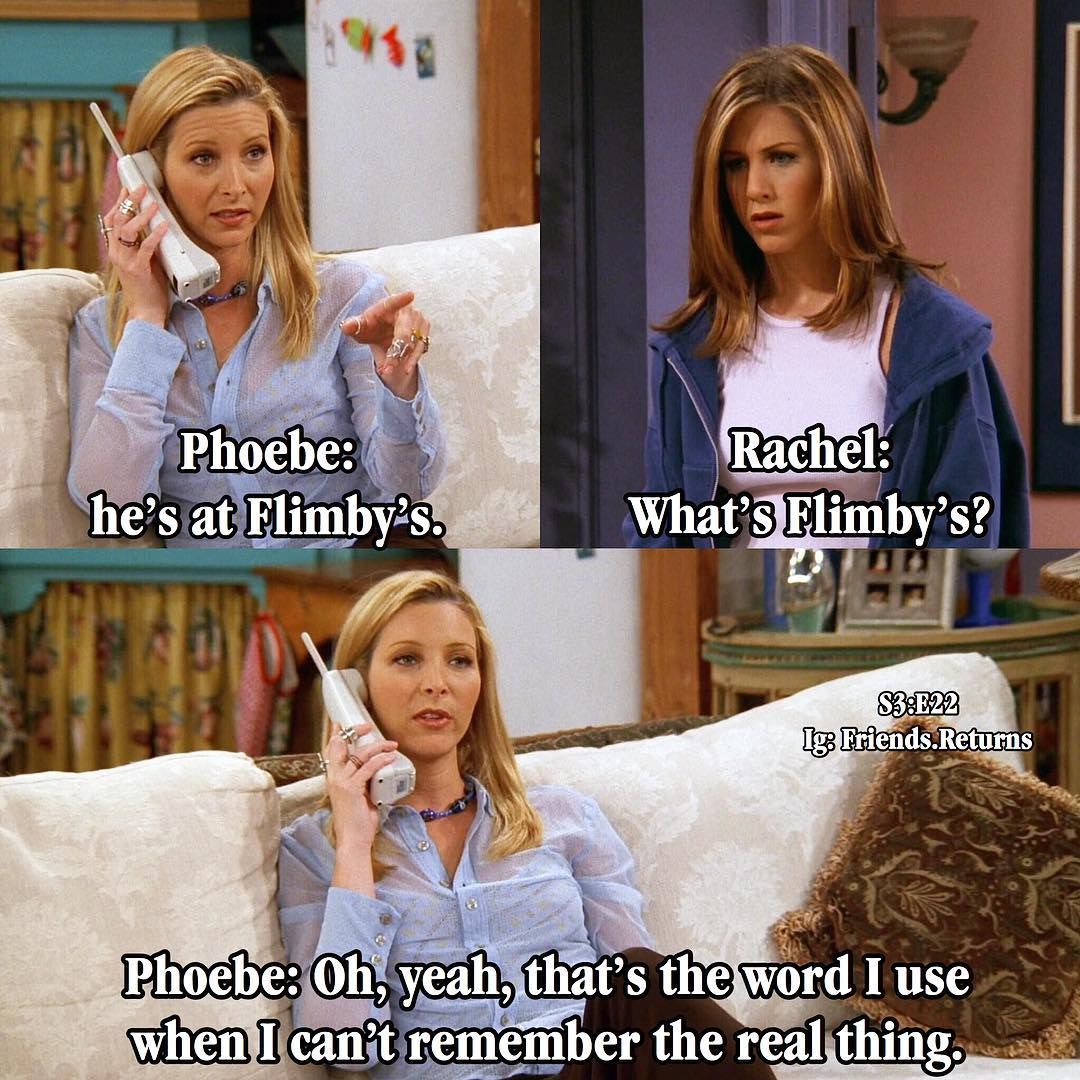 Phoebe:
he's at Flimby's.
Rachel:
What's Flimby's?
S3:E22
Ig: Friends.Returns
Phoebe: Oh, yeah, that's the word I use
when I can't remember the real thing.